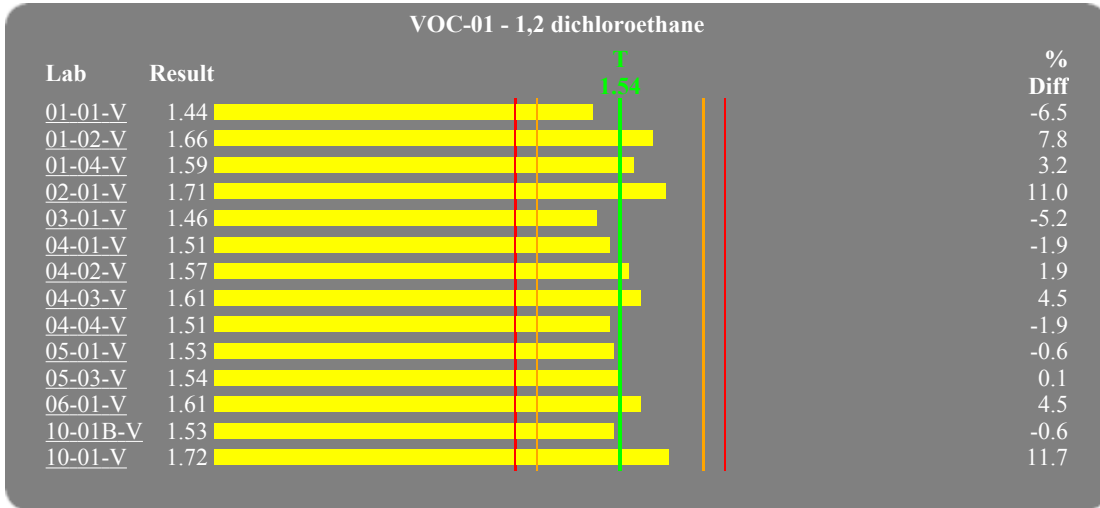 VOC-01 - 1,2 dichloroethane
T
%
Lab Result
1.54 Diff
01-01-V 1.44 -6.5
01-02-V 1.66 7.8
01-04-V 1.59 3.2
02-01-V 1.71 11.0
03-01-V 1.46 -5.2
04-01-V 1.51 -1.9
04-02-V 1.57 1.9
04-03-V 1.61 4.5
04-04-V 1.51 -1.9
05-01-V 1.53 -0.6
05-03-V 1.54 0.1
06-01-V 1.61 4.5
10-01B-V 1.53 -0.6
10-01-V 1.72 11.7